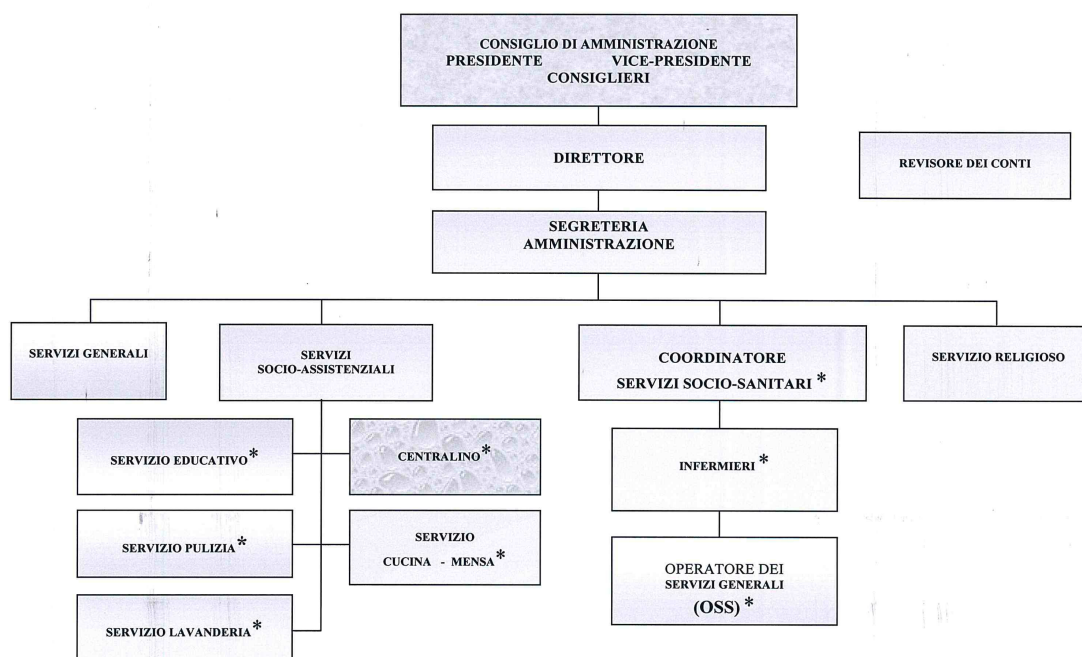 CONSIGLIO DI AMMINISTRAZIONE
PRESIDENTE VICE-PRESIDENTE
CONSIGLIERI
DIRETTORE
REVISORE DEI CONTI
SEGRETERIA
AMMINISTRAZIONE
SERVIZI GENERALI
SERVIZI
SOCIO-ASSISTENZIALI
COORDINATORE
SERVIZI SOCIO-SANITARI *
SERVIZIO RELIGIOSO
SERVIZIO EDUCATIVO *
CENTRALINO *
INFERMIERI *
SERVIZIO PULIZIA *
SERVIZIO
CUCINA - MENSA *
OPERATORE DEI
SERVIZI GENERALI
(OSS) *
SERVIZIO LAVANDERIA *